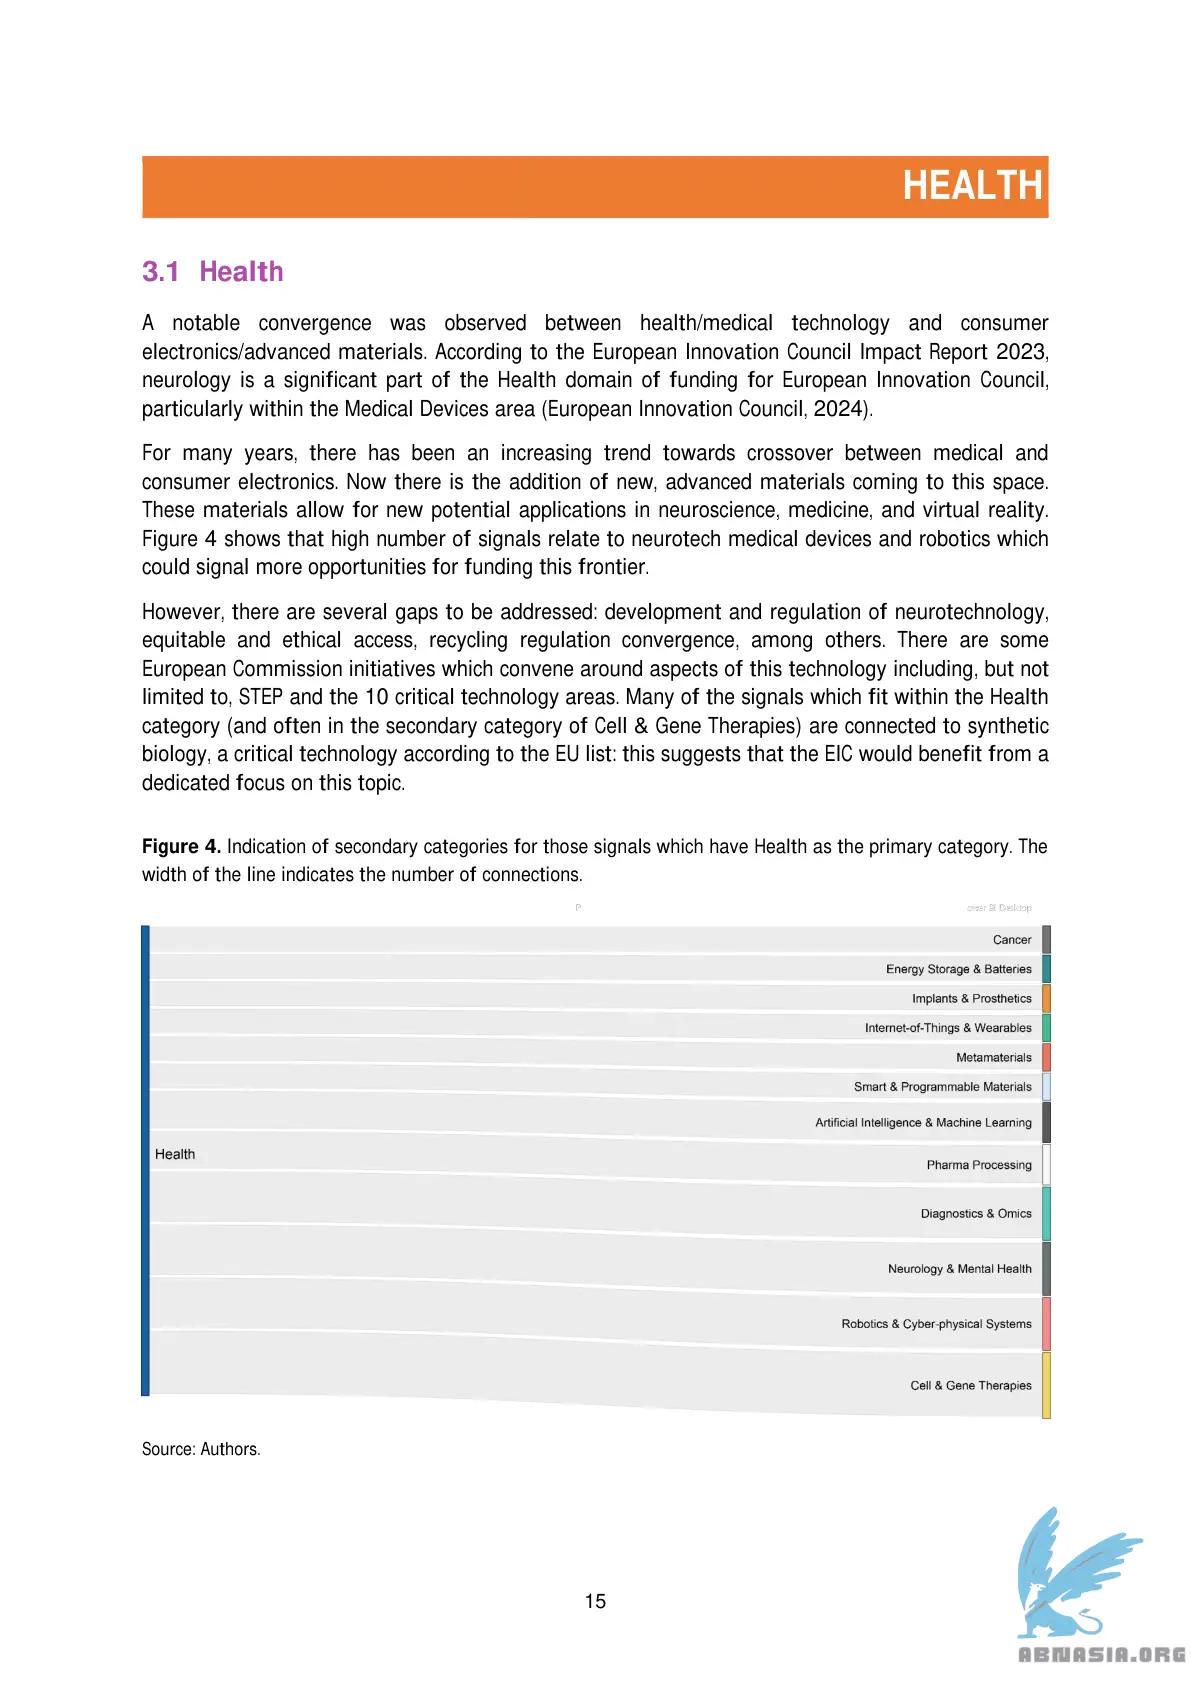 HEALTH
3.1 Health
A notable convergence was observed between health/medical technology and consumer
electronics/advanced materials. According to the European Innovation Council Impact Report 2023,
neurology is a significant part of the Health domain of funding for European Innovation Council,
particularly within the Medical Devices area (European Innovation Council, 2024).
For many years, there has been an increasing trend towards crossover between medical and
consumer electronics. Now there is the addition of new, advanced materials coming to this space.
These materials allow for new potential applications in neuroscience, medicine, and virtual reality.
Figure 4 shows that high number of signals relate to neurotech medical devices and robotics which
could signal more opportunities for funding this frontier.
However, there are several gaps to be addressed: development and regulation of neurotechnology,
equitable and ethical access, recycling regulation convergence, among others. There are some
European Commission initiatives which convene around aspects of this technology including, but not
limited to, STEP and the 10 critical technology areas. Many of the signals which fit within the Health
category (and often in the secondary category of Cell & Gene Therapies) are connected to synthetic
biology, a critical technology according to the EU list: this suggests that the EIC would benefit from a
dedicated focus on this topic.
Figure 4. Indication of secondary categories for those signals which have Health as the primary category. The
width of the line indicates the number of connections.
P ower BI Desktop
Cancer
Energy Storage & Batteries
Implants & Prosthetics
Internet-of-Things & Wearables
Metamaterials
Smart & Programmable Materials
Artificial Intelligence & Machine Learning
Health
Pharma Processing
Diagnostics & Omics
Neurology & Mental Health
Robotics & Cyber-physical Systems
Cell & Gene Therapies
Source: Authors.
15
ABNASIA.ORG